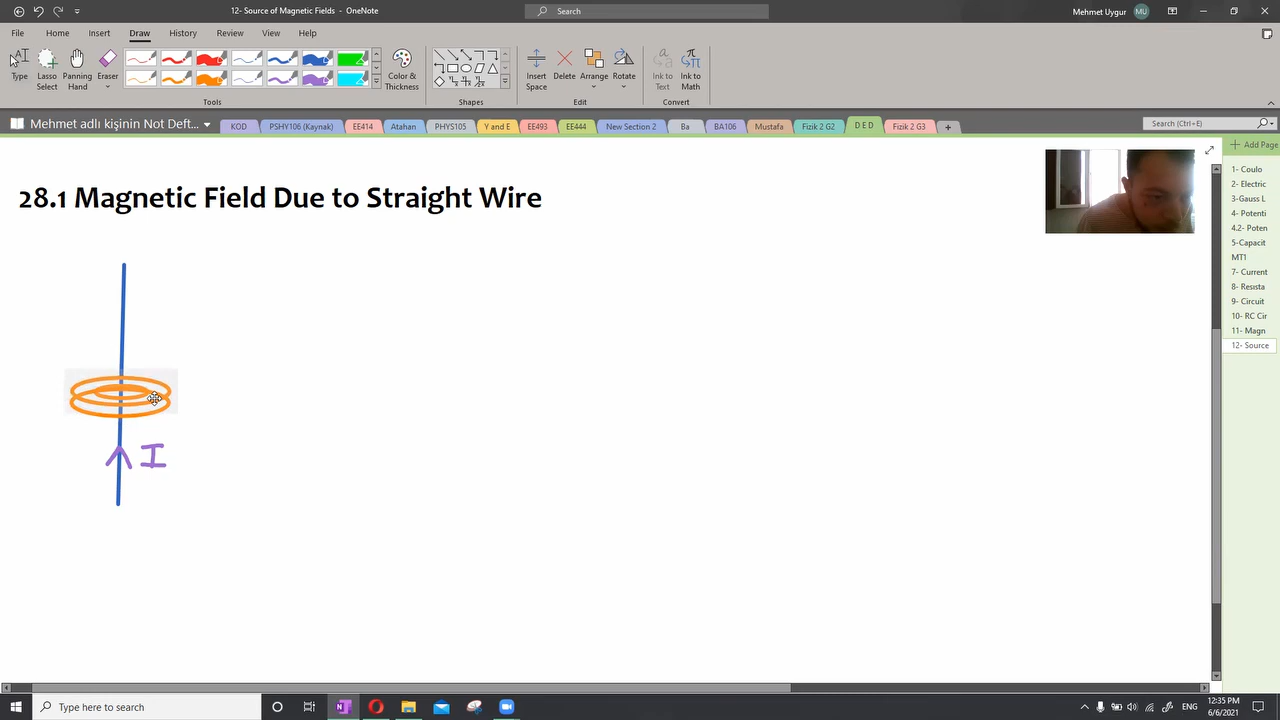 12- Source of Magnetic Fields - OneNote
Search
Mehmet Uygur MU
File Home Insert Draw History Review View Help
Type
Lasso Select
Panning Hand
Eraser
Color & Thickness
Insert Space
Delete
Arrange
Rotate
Ink to Text
Ink to Math
Tools
Shapes
Edit
Convert
Mehmet adlı kişinin Not Deft...
KOD PSHY106 (Kaynak) EE414 Atahan PHYS105 Y and E EE493 EE444 New Section 2 Ba BA106 Mustafa Fizik 2 G2 D E D Fizik 2 G3 +
Search (Ctrl+E)
Add Page
28.1 Magnetic Field Due to Straight Wire
1- Coulo
2- Electric
3-Gauss L
4- Potenti
4.2- Poten
5-Capacit
MT1
7- Current
8- Resista
9- Circuit
10- RC Cir
11- Magn
12- Source
I
Type here to search
ENG
12:35 PM
6/6/2021